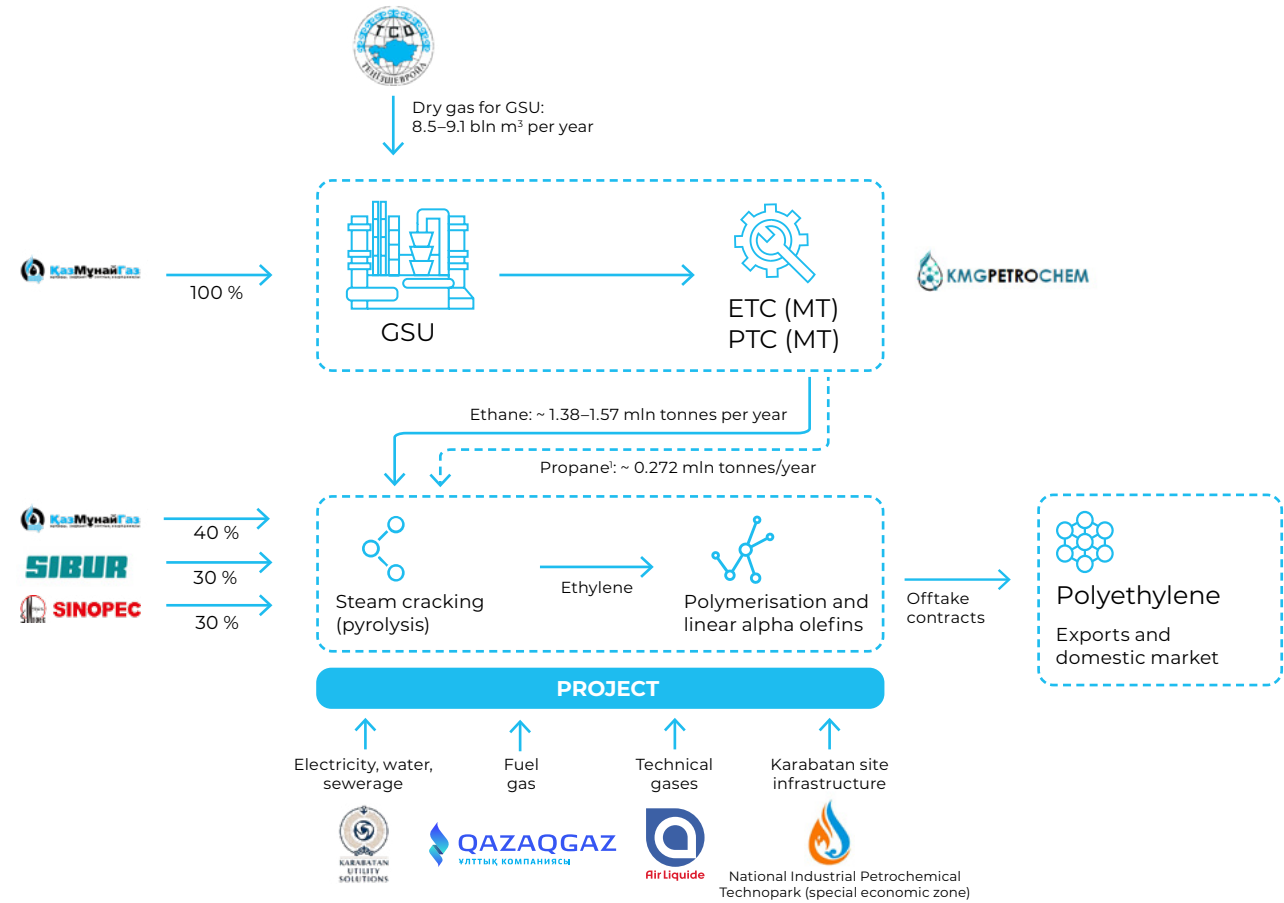 ТСО
ТЕҢІЗШЕВРОЙЛ
Dry gas for GSU:
8.5–9.1 bln m³ per year
ҚазМұнайГаз
100 %
GSU
ETC (MT)
PTC (MT)
KMGPETROCHEM
Ethane: ~ 1.38–1.57 mln tonnes per year
Propane¹: ~ 0.272 mln tonnes/year
ҚазМұнайГаз
40 %
SIBUR
30 %
SINOPEC
30 %
Steam cracking
(pyrolysis)
Ethylene
Polymerisation and
linear alpha olefins
Offtake
contracts
Polyethylene
Exports and
domestic market
PROJECT
Electricity, water,
sewerage
Fuel
gas
Technical
gases
Karabatan site
infrastructure
KARABATAN
UTILITY
SOLUTIONS
QAZAQGAZ
ҰЛТТЫҚ КОМПАНИЯСЫ
Air Liquide
National Industrial Petrochemical
Technopark (special economic zone)